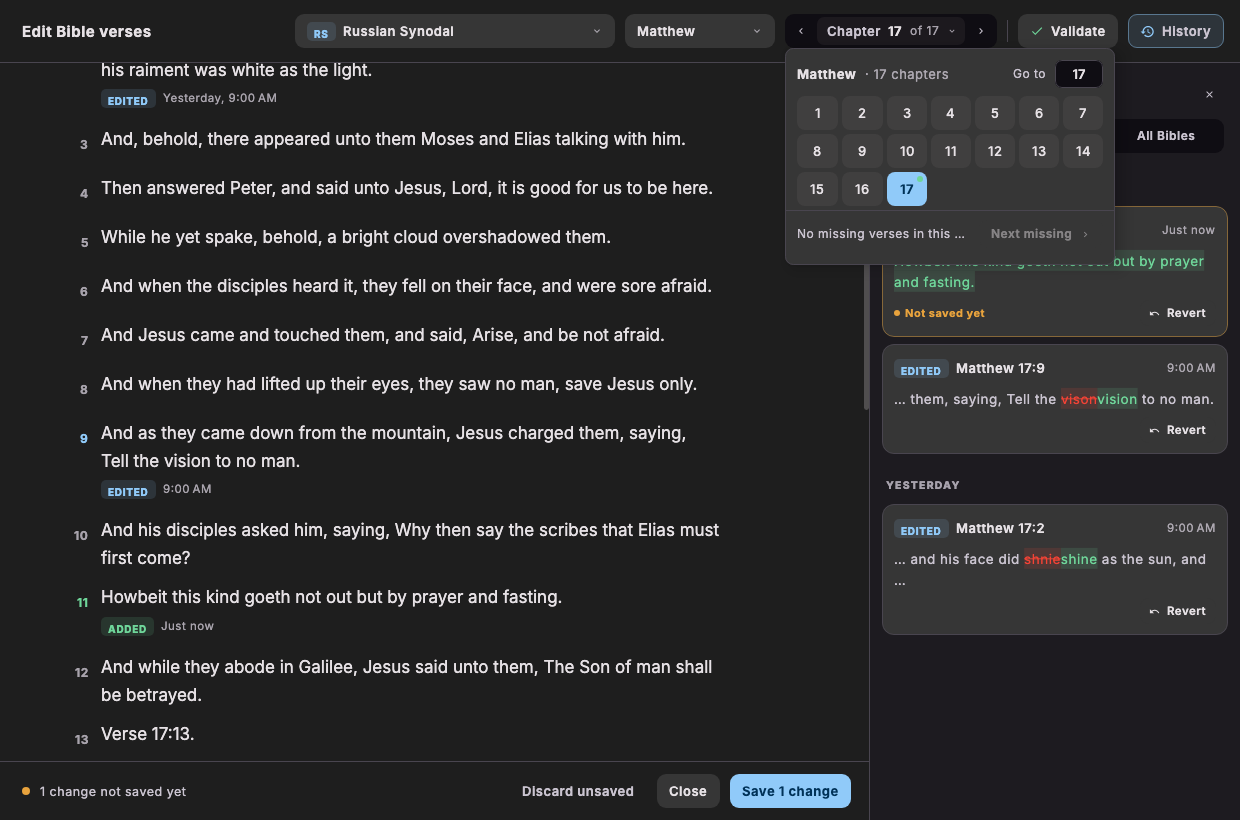 Edit Bible verses
RS Russian Synodal
Matthew
Chapter 17 of 17
Validate
History
his raiment was white as the light.
EDITED Yesterday, 9:00 AM
3 And, behold, there appeared unto them Moses and Elias talking with him.
4 Then answered Peter, and said unto Jesus, Lord, it is good for us to be here.
5 While he yet spake, behold, a bright cloud overshadowed them.
6 And when the disciples heard it, they fell on their face, and were sore afraid.
7 And Jesus came and touched them, and said, Arise, and be not afraid.
8 And when they had lifted up their eyes, they saw no man, save Jesus only.
9 And as they came down from the mountain, Jesus charged them, saying,
Tell the vision to no man.
EDITED 9:00 AM
10 And his disciples asked him, saying, Why then say the scribes that Elias must
first come?
11 Howbeit this kind goeth not out but by prayer and fasting.
ADDED Just now
12 And while they abode in Galilee, Jesus said unto them, The Son of man shall
be betrayed.
13 Verse 17:13.
1 change not saved yet
Discard unsaved
Close
Save 1 change
Matthew · 17 chapters
Go to 17
1 2 3 4 5 6 7
8 9 10 11 12 13 14
15 16 17
No missing verses in this ...
Next missing
All Bibles
Just now
but by prayer
and fasting.
Not saved yet
Revert
EDITED Matthew 17:9 9:00 AM
... them, saying, Tell the visonvision to no man.
Revert
YESTERDAY
EDITED Matthew 17:2 9:00 AM
... and his face did shnieshine as the sun, and
...
Revert